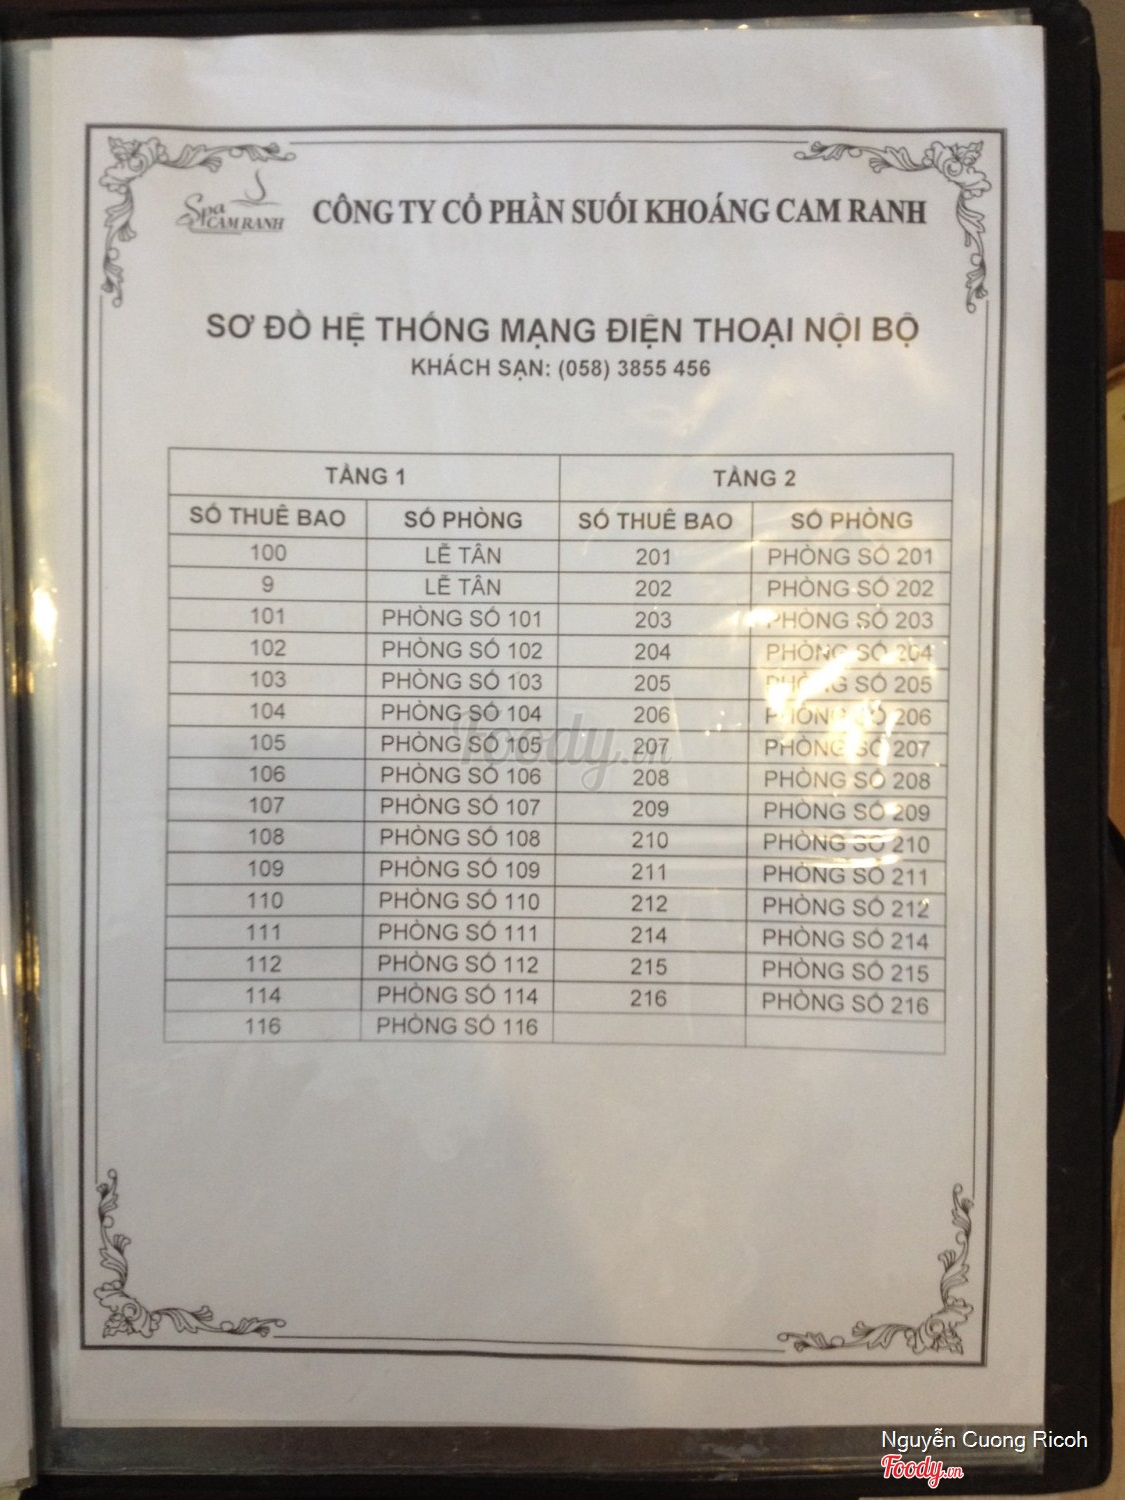 Spa
CAM RANH
CÔNG TY CỔ PHẦN SUỐI KHOÁNG CAM RANH
SƠ ĐỒ HỆ THỐNG MẠNG ĐIỆN THOẠI NỘI BỘ
KHÁCH SẠN: (058) 3855 456
TẦNG 1 TẦNG 2
SỐ THUÊ BAO SỐ PHÒNG SỐ THUÊ BAO SỐ PHÒNG
100 LỄ TÂN 201 PHÒNG SỐ 201
9 LỄ TÂN 202 PHÒNG SỐ 202
101 PHÒNG SỐ 101 203 PHÒNG SỐ 203
102 PHÒNG SỐ 102 204 PHÒNG SỐ 204
103 PHÒNG SỐ 103 205 PHÒNG SỐ 205
104 PHÒNG SỐ 104 206 PHÒNG SỐ 206
105 PHÒNG SỐ 105 207 PHÒNG SỐ 207
106 PHÒNG SỐ 106 208 PHÒNG SỐ 208
107 PHÒNG SỐ 107 209 PHÒNG SỐ 209
108 PHÒNG SỐ 108 210 PHÒNG SỐ 210
109 PHÒNG SỐ 109 211 PHÒNG SỐ 211
110 PHÒNG SỐ 110 212 PHÒNG SỐ 212
111 PHÒNG SỐ 111 214 PHÒNG SỐ 214
112 PHÒNG SỐ 112 215 PHÒNG SỐ 215
114 PHÒNG SỐ 114 216 PHÒNG SỐ 216
116 PHÒNG SỐ 116
Foody.vn
Nguyễn Cuong Ricoh
Foody.vn